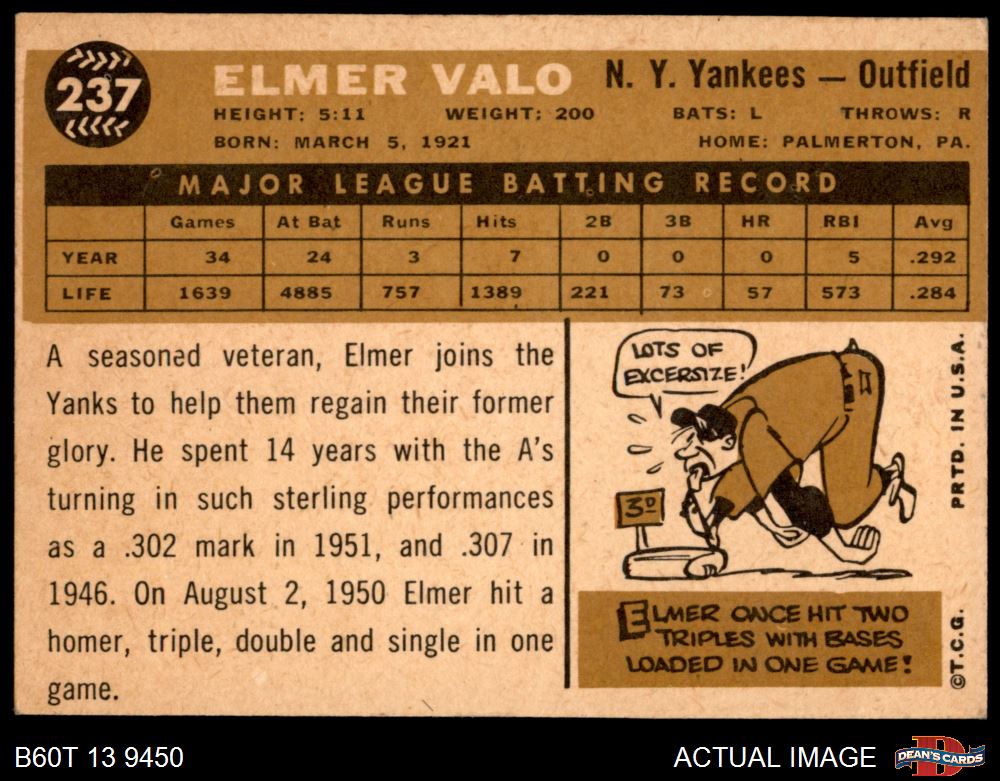 237
ELMER VALO N. Y. Yankees — Outfield
HEIGHT: 5:11 WEIGHT: 200 BATS: L THROWS: R
BORN: MARCH 5, 1921 HOME: PALMERTON, PA.
MAJOR LEAGUE BATTING RECORD
Games At Bat Runs Hits 2B 3B HR RBI Avg
YEAR 34 24 3 7 0 0 0 5 .292
LIFE 1639 4885 757 1389 221 73 57 573 .284
A seasoned veteran, Elmer joins the
Yanks to help them regain their former
glory. He spent 14 years with the A's
turning in such sterling performances
as a .302 mark in 1951, and .307 in
1946. On August 2, 1950 Elmer hit a
homer, triple, double and single in one
game.
LOTS OF
EXCERSIZE!
3D
ELMER ONCE HIT TWO
TRIPLES WITH BASES
LOADED IN ONE GAME!
PRTD. IN U.S.A.
©T.C.G.
B60T 13 9450 ACTUAL IMAGE
D
DEAN'S CARDS